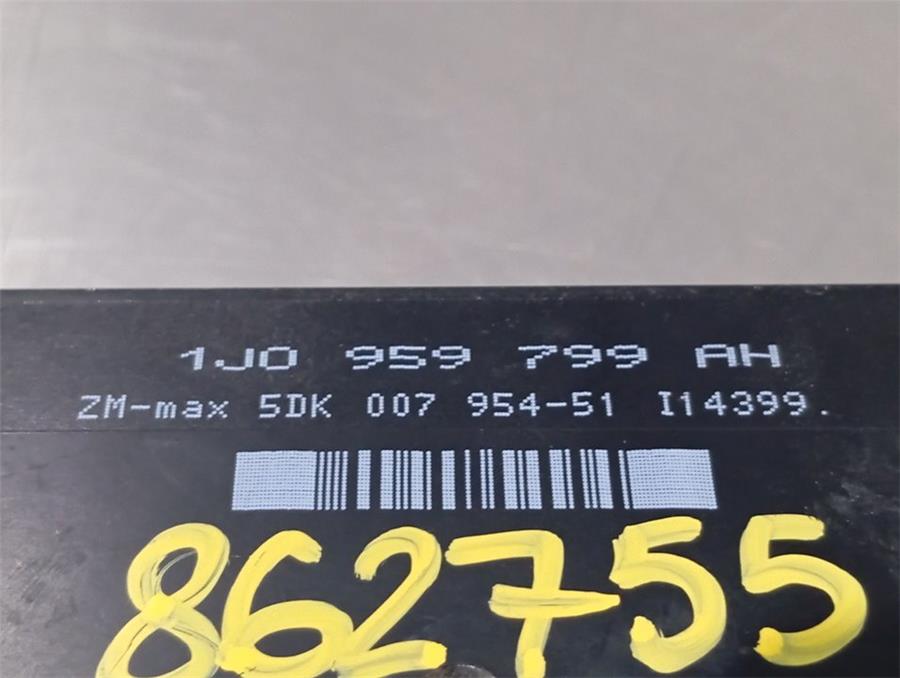 1J0 959 799 AH
ZM-max 5DK 007 954-51 I14399.
862755